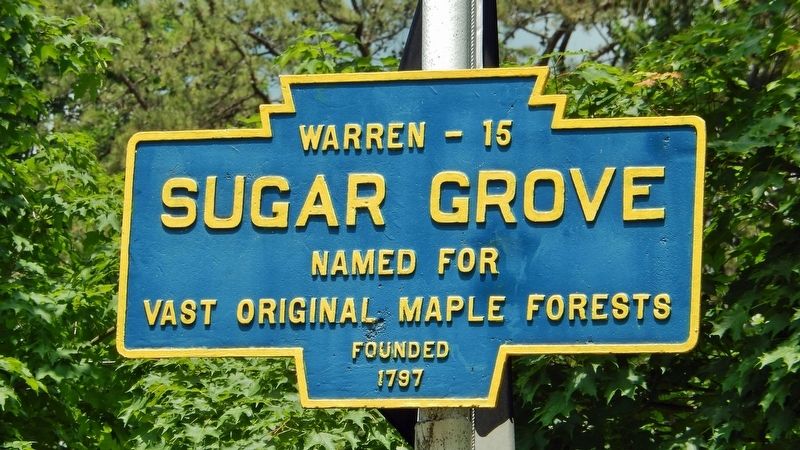 WARREN - 15
SUGAR GROVE
NAMED FOR
VAST ORIGINAL MAPLE FORESTS
FOUNDED
1797